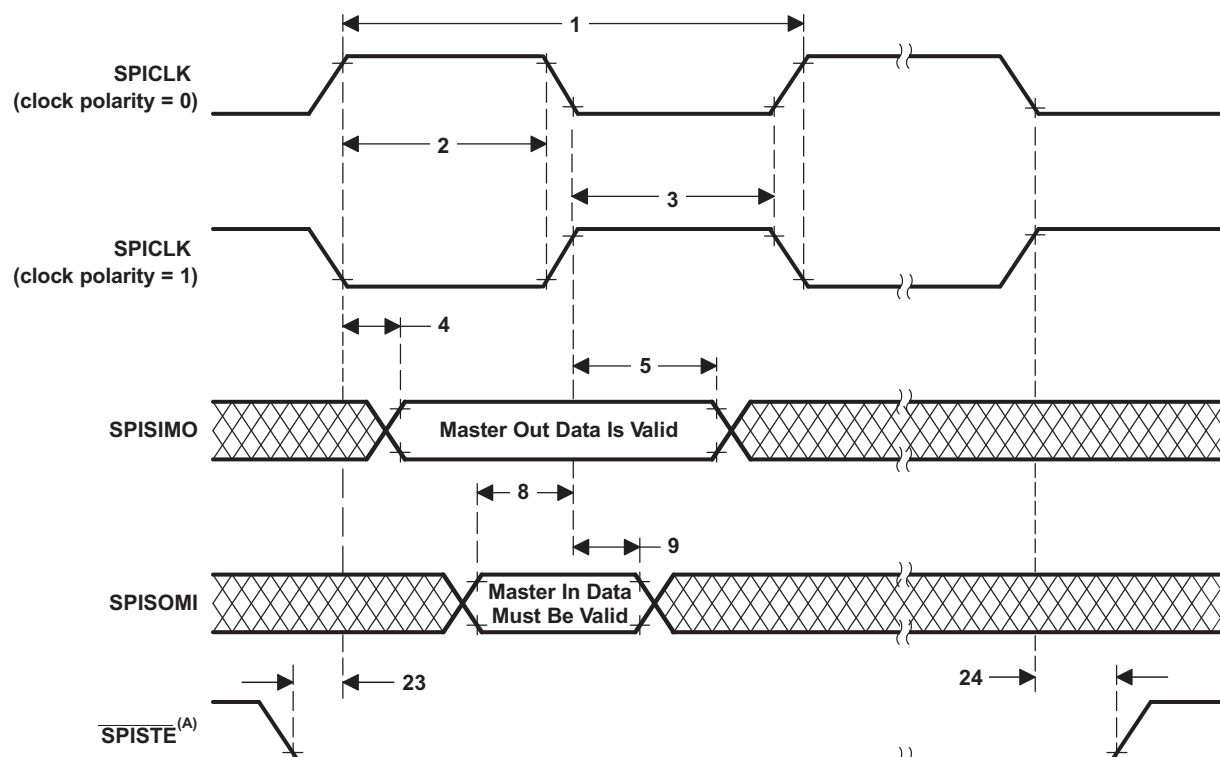 1
SPICLK
(clock polarity = 0)
2
3
SPICLK
(clock polarity = 1)
4
5
SPISIMO
Master Out Data Is Valid
8
9
SPISOMI
Master In Data
Must Be Valid
23
24
SPISTE(A)